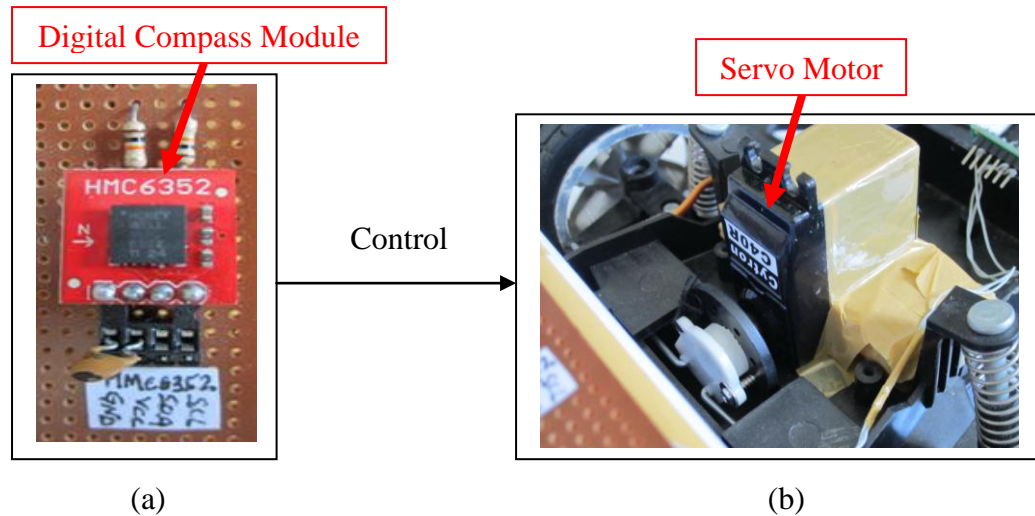 Digital Compass Module
Servo Motor
HMC6352
N
HMC6352
GND
VCC
SDA
SCL
Control
Cytron
C40R
(a)
(b)